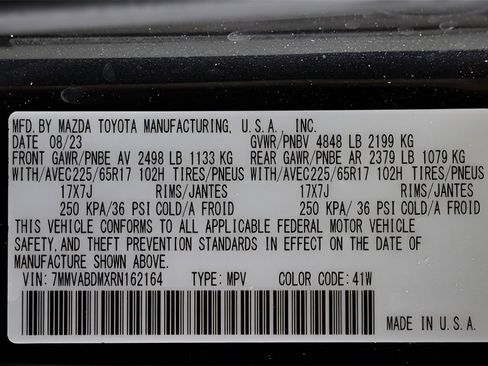 MFD. BY MAZDA TOYOTA MANUFACTURING, U.S.A., INC.
DATE 08/23 GVWR/PNBV 4848 LB 2199 KG
FRONT GAWR/PNBE AV 2498 LB 1133 KG REAR GAWR/PNBE AR 2379 LB 1079 KG
WITH/AVEC225/65R17 102H TIRES/PNEUS WITH/AVEC225/65R17 102H TIRES/PNEUS
17X7J RIMS/JANTES 17X7J RIMS/JANTES
250 KPA/36 PSI COLD/A FROID 250 KPA/36 PSI COLD/A FROID
THIS VEHICLE CONFORMS TO ALL APPLICABLE FEDERAL MOTOR VEHICLE
SAFETY, AND THEFT PREVENTION STANDARDS IN EFFECT ON THE DATE OF
MANUFACTURE SHOWN ABOVE.
VIN: 7MMVABDMXRN162164 TYPE: MPV COLOR CODE: 41W
MADE IN U.S.A.